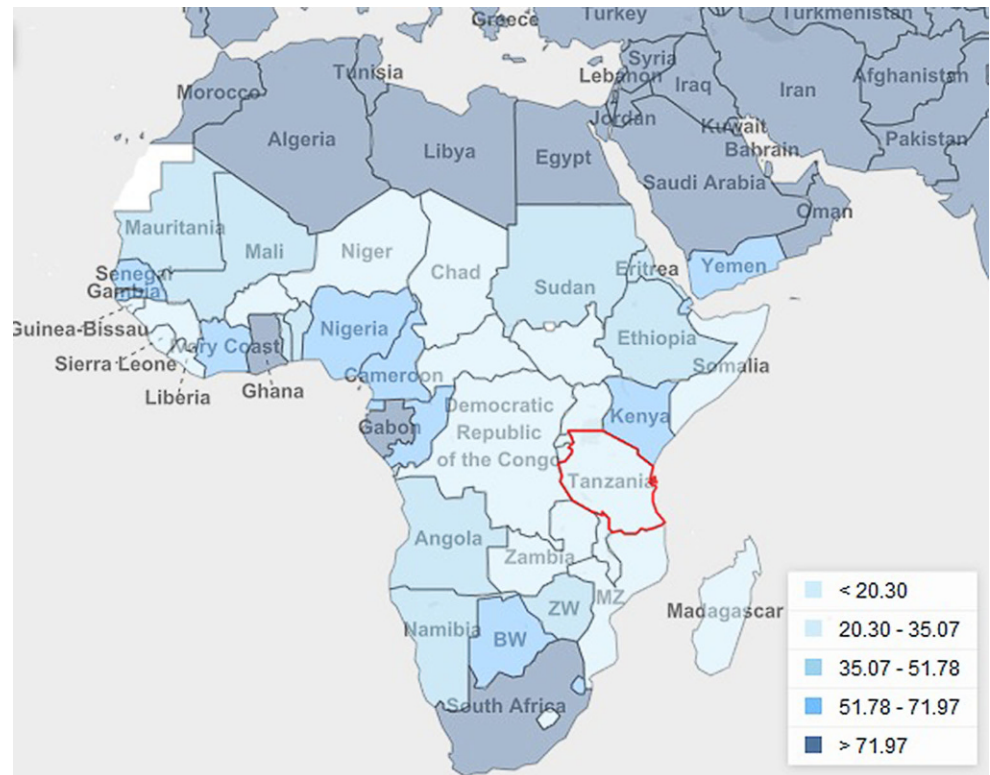 Greece
Turkey
Turkmenistan
Tunisia
Syria
Lebanon
Afghanistan
Morocco
Iraq
Iran
Jordan
Algeria
Libya
Egypt
Kuwait
Pakistan
Bahrain
Saudi Arabia
Oman
Mauritania
Mali
Niger
Chad
Sudan
Eritrea
Yemen
Senegal
Gambia
Guinea-Bissau
Nigeria
Ethiopia
Ivory Coast
Sierra Leone
Somalia
Cameroon
Liberia
Ghana
Gabon
Democratic
Republic
of the Congo
Kenya
Tanzania
Angola
Zambia
Namibia
ZW
MZ
Madagascar
BW
South Africa
< 20.30
20.30 - 35.07
35.07 - 51.78
51.78 - 71.97
> 71.97